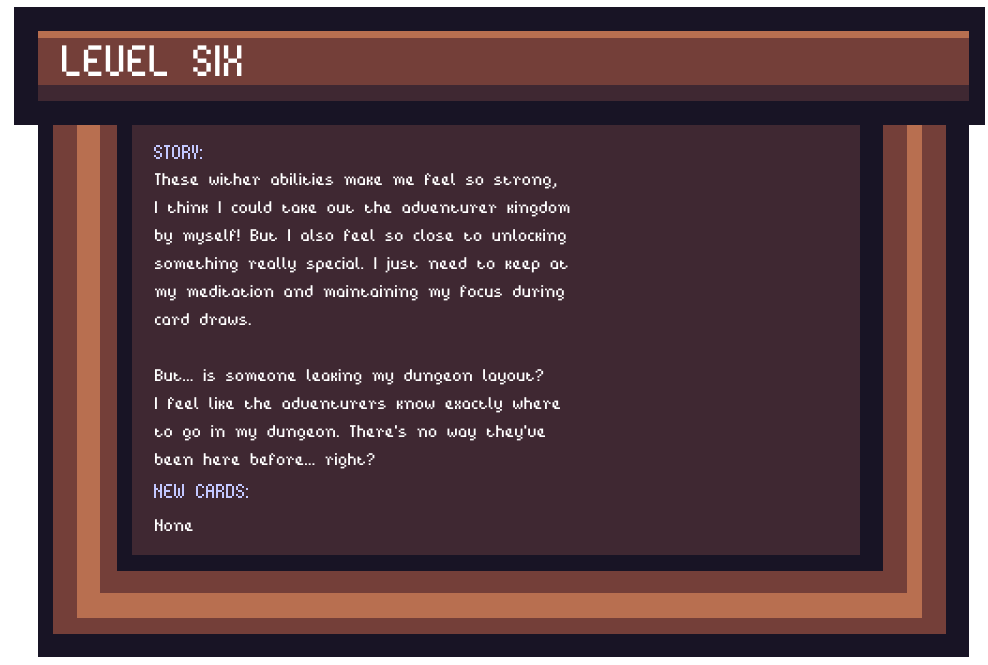 LEVEL SIX
STORY:
These wither abilities make me feel so strong,
I think I could take out the adventurer kingdom
by myself! But I also feel so close to unlocking
something really special. I just need to keep at
my meditation and maintaining my focus during
card draws.
But... is someone leaking my dungeon layout?
I feel like the adventurers know exactly where
to go in my dungeon. There's no way they've
been here before... right?
NEW CARDS:
None